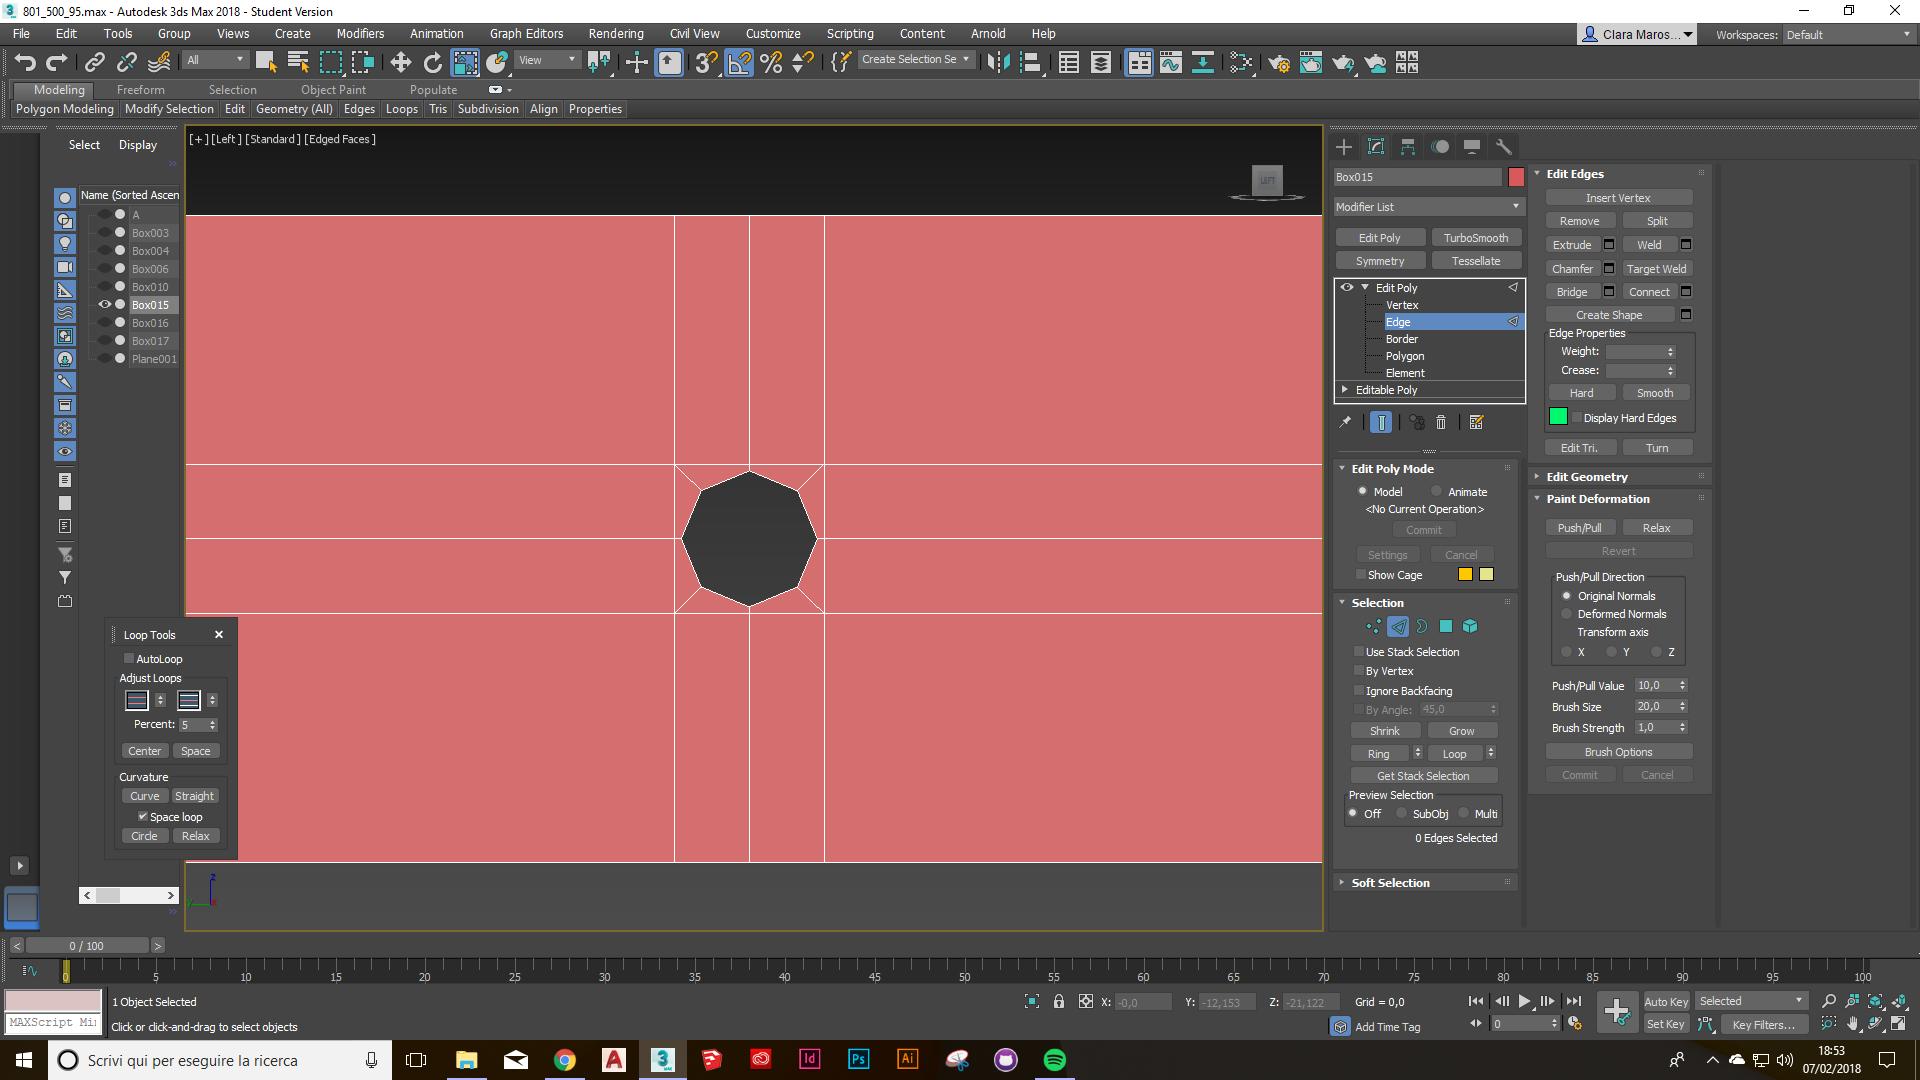 801_500_95.max - Autodesk 3ds Max 2018 - Student Version
File Edit Tools Group Views Create Modifiers Animation Graph Editors Rendering Civil View Customize Scripting Content Arnold Help
Clara Maros... Workspaces: Default
All View Create Selection Se
Modeling Freeform Selection Object Paint Populate
Polygon Modeling Modify Selection Edit Geometry (All) Edges Loops Tris Subdivision Align Properties
Select Display
Name (Sorted Ascen
A
Box003
Box004
Box006
Box010
Box015
Box016
Box017
Plane001
[+] [Left] [Standard] [Edged Faces]
LEFT
Loop Tools
AutoLoop
Adjust Loops
Percent: 5
Center Space
Curvature
Curve Straight
Space loop
Circle Relax
z
Box015
Modifier List
Edit Poly TurboSmooth
Symmetry Tessellate
Edit Poly
Vertex
Edge
Border
Polygon
Element
Editable Poly
Edit Poly Mode
Model Animate
<No Current Operation>
Commit
Settings Cancel
Show Cage
Selection
Use Stack Selection
By Vertex
Ignore Backfacing
By Angle: 45,0
Shrink Grow
Ring Loop
Get Stack Selection
Preview Selection
Off SubObj Multi
0 Edges Selected
Soft Selection
Edit Edges
Insert Vertex
Remove Split
Extrude Weld
Chamfer Target Weld
Bridge Connect
Create Shape
Edge Properties
Weight:
Crease:
Hard Smooth
Display Hard Edges
Edit Tri. Turn
Edit Geometry
Paint Deformation
Push/Pull Relax
Revert
Push/Pull Direction
Original Normals
Deformed Normals
Transform axis
X Y Z
Push/Pull Value 10,0
Brush Size 20,0
Brush Strength 1,0
Brush Options
Commit Cancel
< 0 / 100 >
0 5 10 15 20 25 30 35 40 45 50 55 60 65 70 75 80 85 90 95 100
1 Object Selected
X: -0,0 Y: -12,153 Z: -21,122 Grid = 0,0
Auto Key Selected
MAXScript Mi
Click or click-and-drag to select objects
Add Time Tag
0
Set Key Key Filters...
Scrivi qui per eseguire la ricerca
18:53
07/02/2018